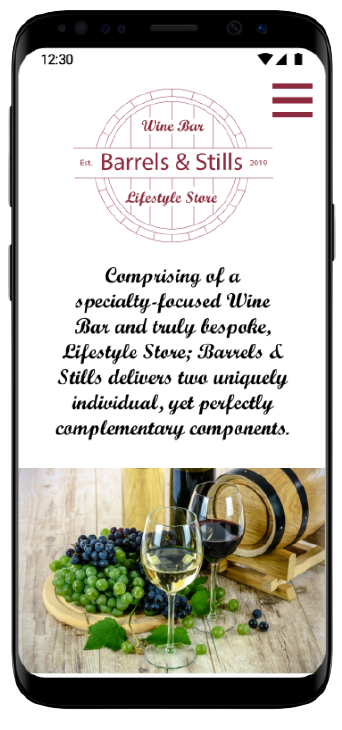 12:30
Wine Bar
Est. Barrels & Stills 2019
Lifestyle Store
Comprising of a
specialty-focused Wine
Bar and truly bespoke,
Lifestyle Store; Barrels &
Stills delivers two uniquely
individual, yet perfectly
complementary components.